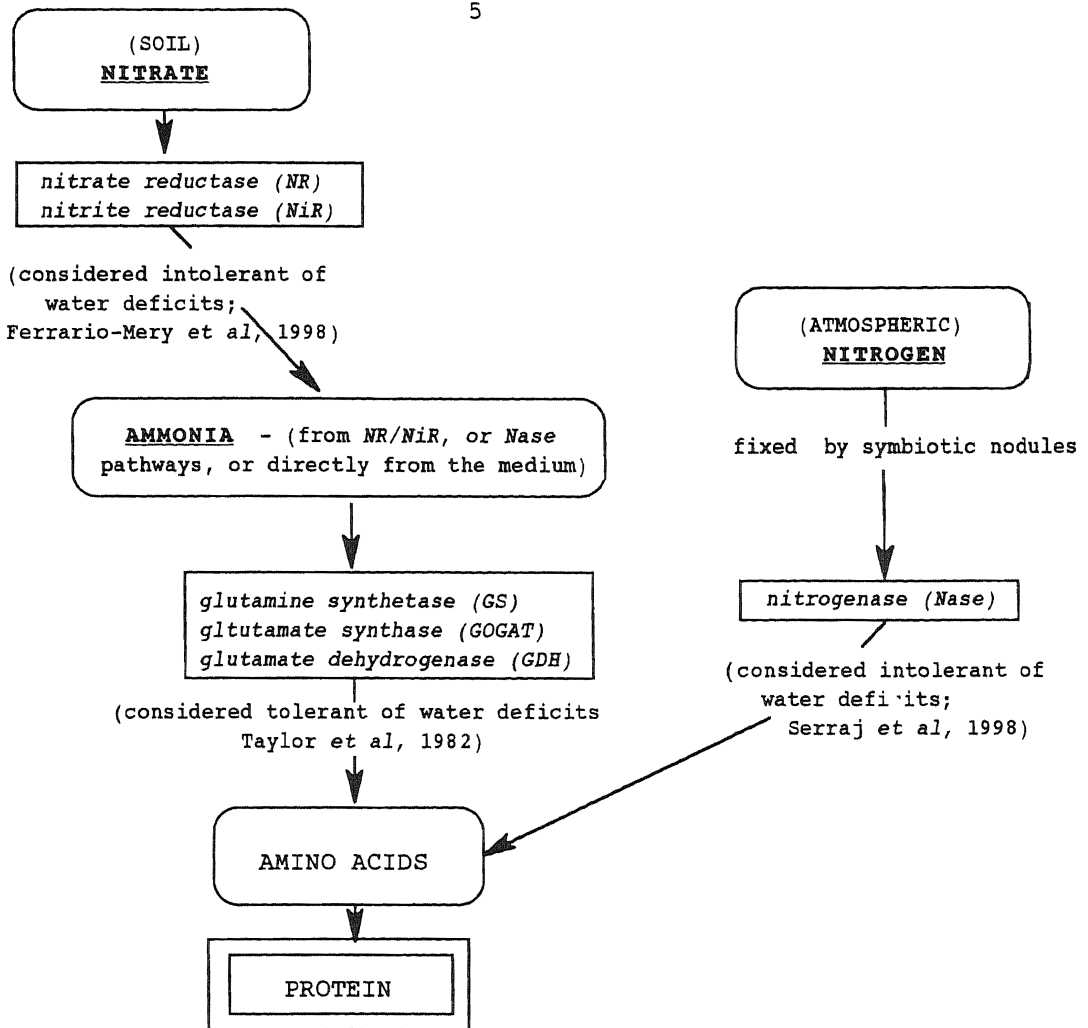 5
(SOIL)
NITRATE
nitrate reductase (NR)
nitrite reductase (NiR)
(considered intolerant of
water deficits;
Ferrario-Mery et al, 1998)
(ATMOSPHERIC)
NITROGEN
fixed by symbiotic nodules
AMMONIA - (from NR/NiR, or Nase
pathways, or directly from the medium)
nitrogenase (Nase)
glutamine synthetase (GS)
gltutamate synthase (GOGAT)
glutamate dehydrogenase (GDH)
(considered intolerant of
water defi its;
Serraj et al, 1998)
(considered tolerant of water deficits
Taylor et al, 1982)
AMINO ACIDS
PROTEIN